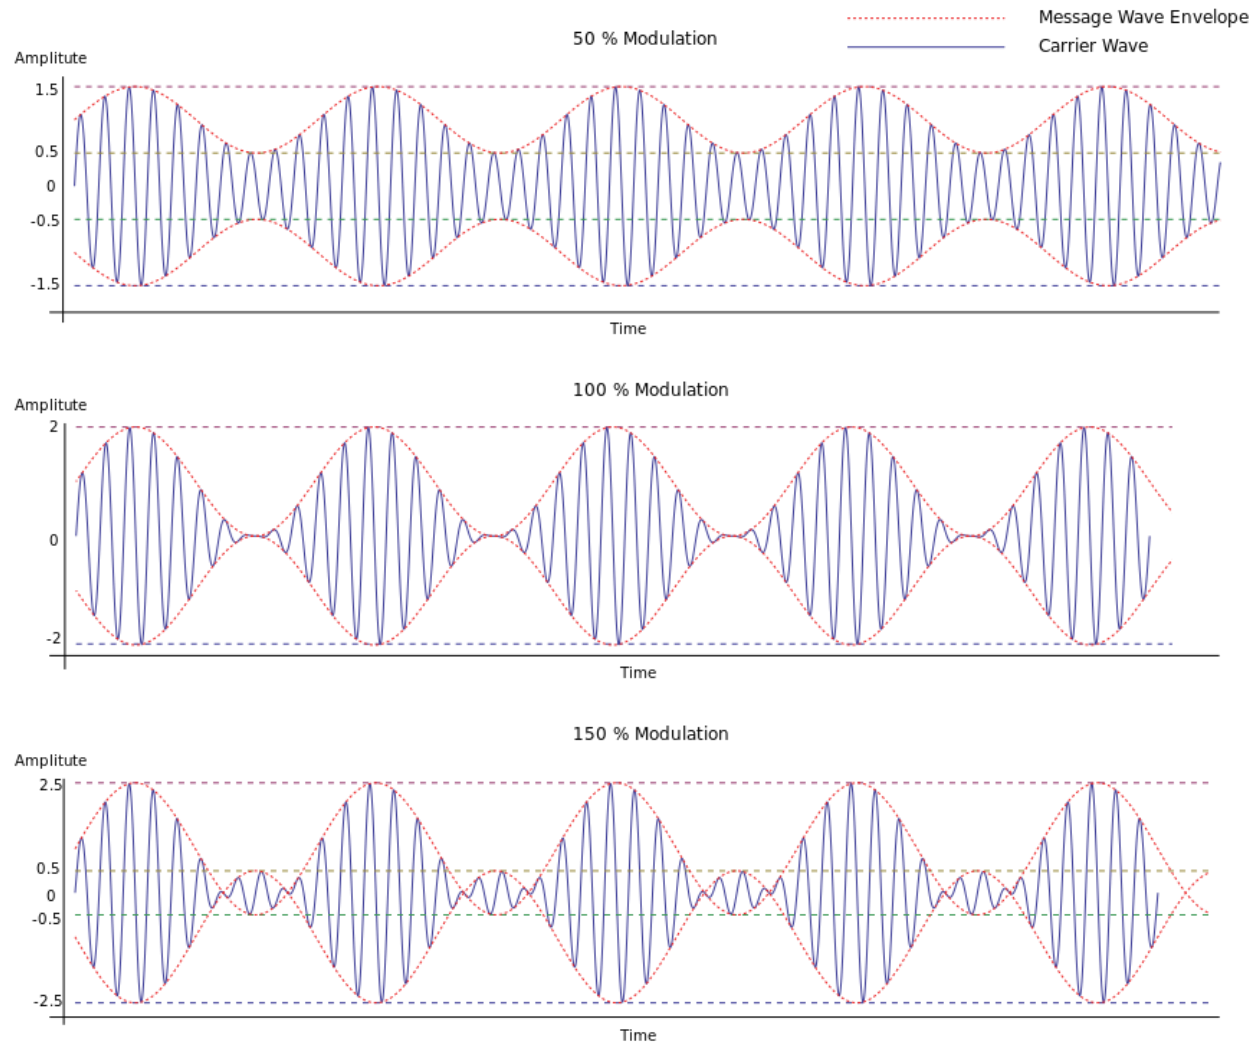 Message Wave Envelope
50 % Modulation
Carrier Wave
Amplitute
1.5
0.5
0
-0.5
-1.5
Time
100 % Modulation
Amplitute
2
0
-2
Time
150 % Modulation
Amplitute
2.5
0.5
0
-0.5
-2.5
Time